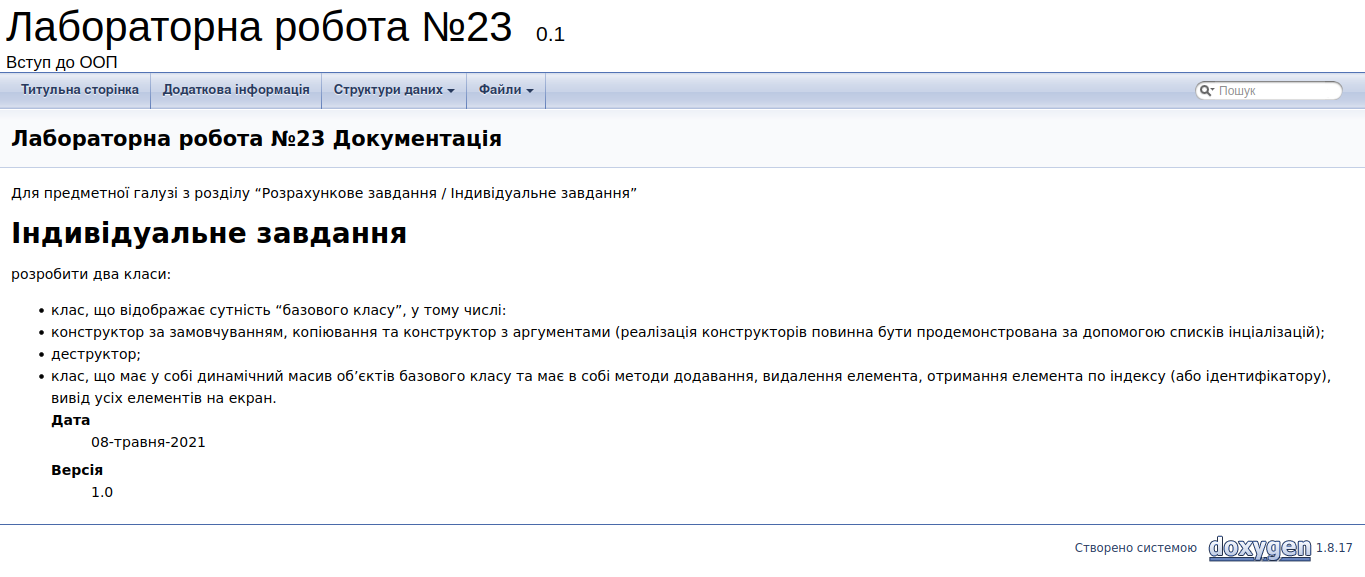 Лабораторна робота №23 0.1
Вступ до ООП
Титульна сторінка Додаткова інформація Структури даних Файли Пошук
Лабораторна робота №23 Документація
Для предметної галузі з розділу “Розрахункове завдання / Індивідуальне завдання”
Індивідуальне завдання
розробити два класи:
• клас, що відображає сутність “базового класу”, у тому числі:
• конструктор за замовчуванням, копіювання та конструктор з аргументами (реалізація конструкторів повинна бути продемонстрована за допомогою списків інціалізацій);
• деструктор;
• клас, що має у собі динамічний масив об’єктів базового класу та має в собі методи додавання, видалення елемента, отримання елемента по індексу (або ідентифікатору),
вивід усіх елементів на екран.
Дата
08-травня-2021
Версія
1.0
Створено системою doxygen 1.8.17